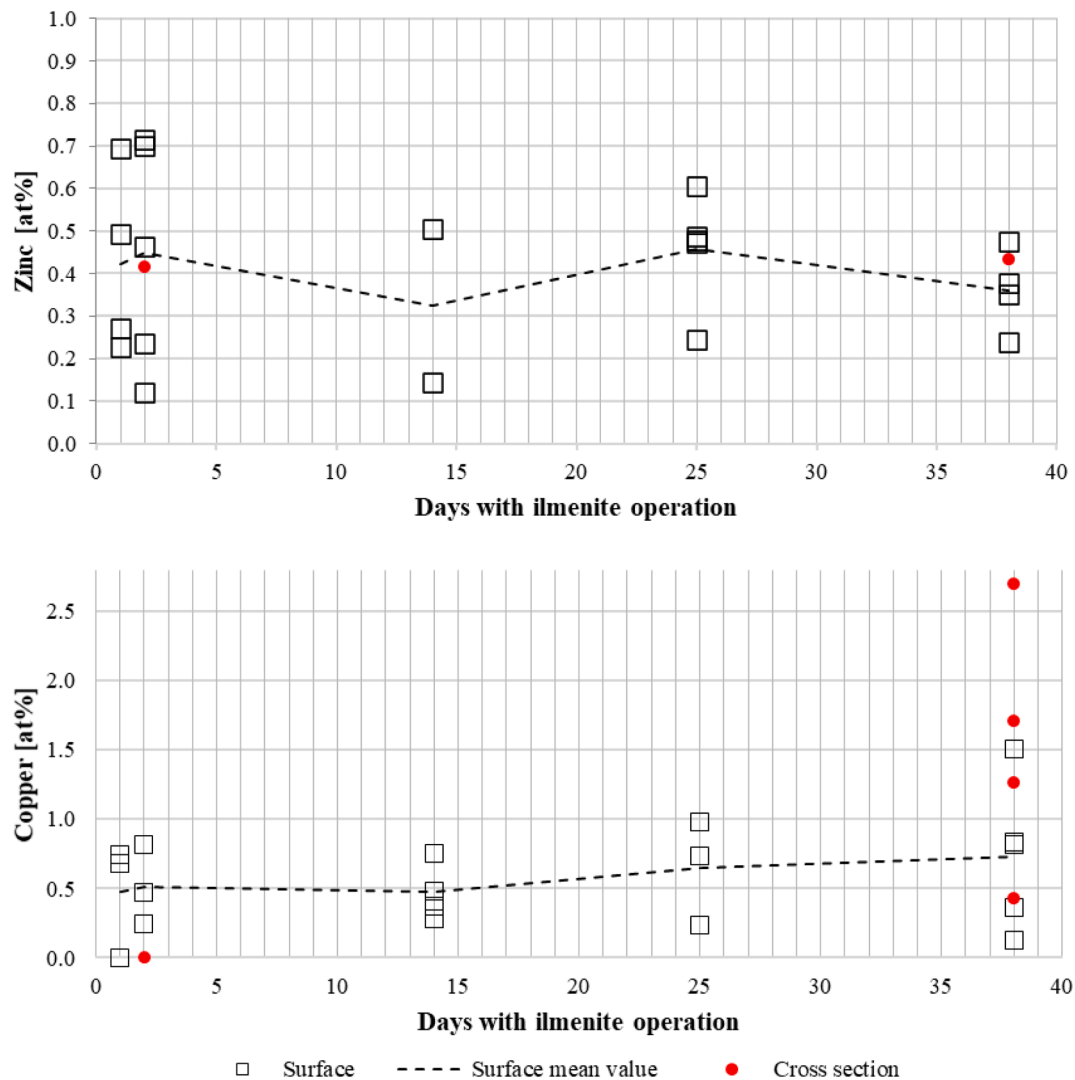 1.0
0.9
0.8
0.7
0.6
0.5
0.4
0.3
0.2
0.1
0.0
Zinc [at%]
0 5 10 15 20 25 30 35 40
Days with ilmenite operation
2.5
2.0
1.5
1.0
0.5
0.0
Copper [at%]
0 5 10 15 20 25 30 35 40
Days with ilmenite operation
Surface Surface mean value Cross section